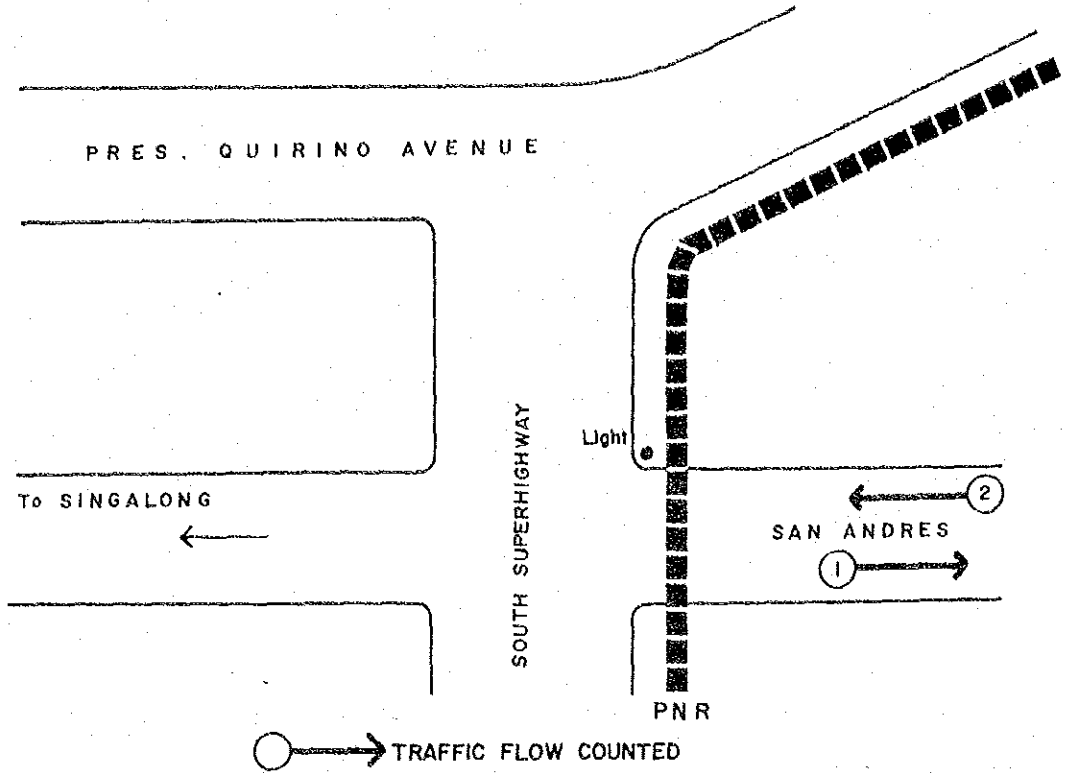 PRES. QUIRINO AVENUE
SOUTH SUPERHIGHWAY
Light
To SINGALONG
2
SAN ANDRES
1
PNR
TRAFFIC FLOW COUNTED